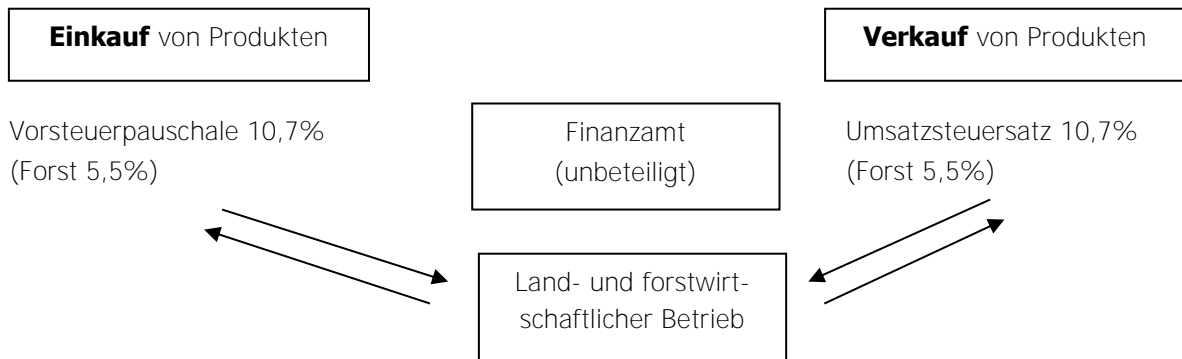 Einkauf von Produkten
Verkauf von Produkten
Vorsteuerpauschale 10,7%
(Forst 5,5%)
Finanzamt
(unbeteiligt)
Umsatzsteuersatz 10,7%
(Forst 5,5%)
Land- und forstwirt-
schaftlicher Betrieb